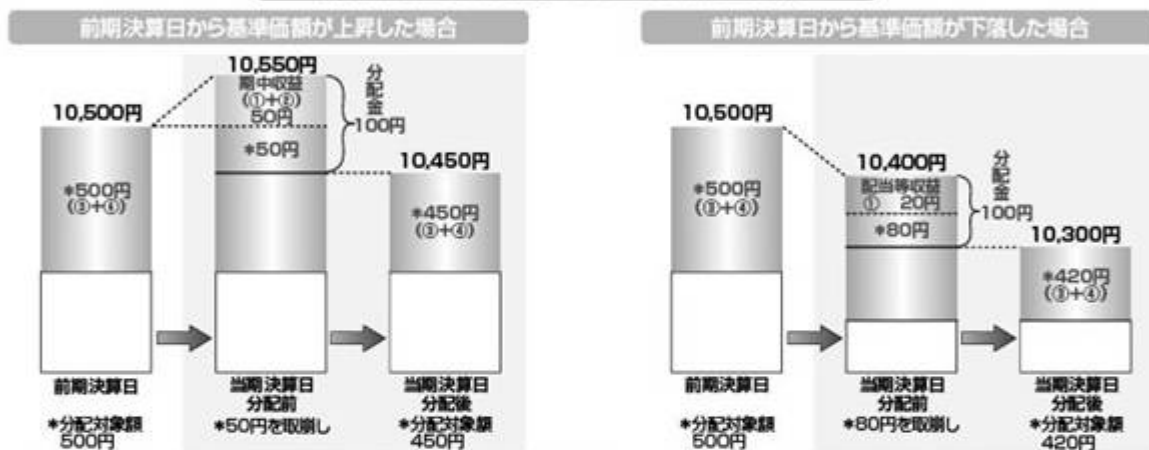 前期決算日から基準価額が上昇した場合
10,550円
期中収益
(①+②)
50円
*50円
分配金
100円
10,500円
*500円
(③+④)
10,450円
*450円
(③+④)
前期決算日
当期決算日
分配前
当期決算日
分配後
*分配対象額
500円
*50円を取崩し
*分配対象額
450円
前期決算日から基準価額が下落した場合
10,500円
*500円
(③+④)
10,400円
配当等収益
① 20円
*80円
分配金
100円
10,300円
*420円
(③+④)
前期決算日
当期決算日
分配前
当期決算日
分配後
*分配対象額
500円
*80円を取崩し
*分配対象額
420円